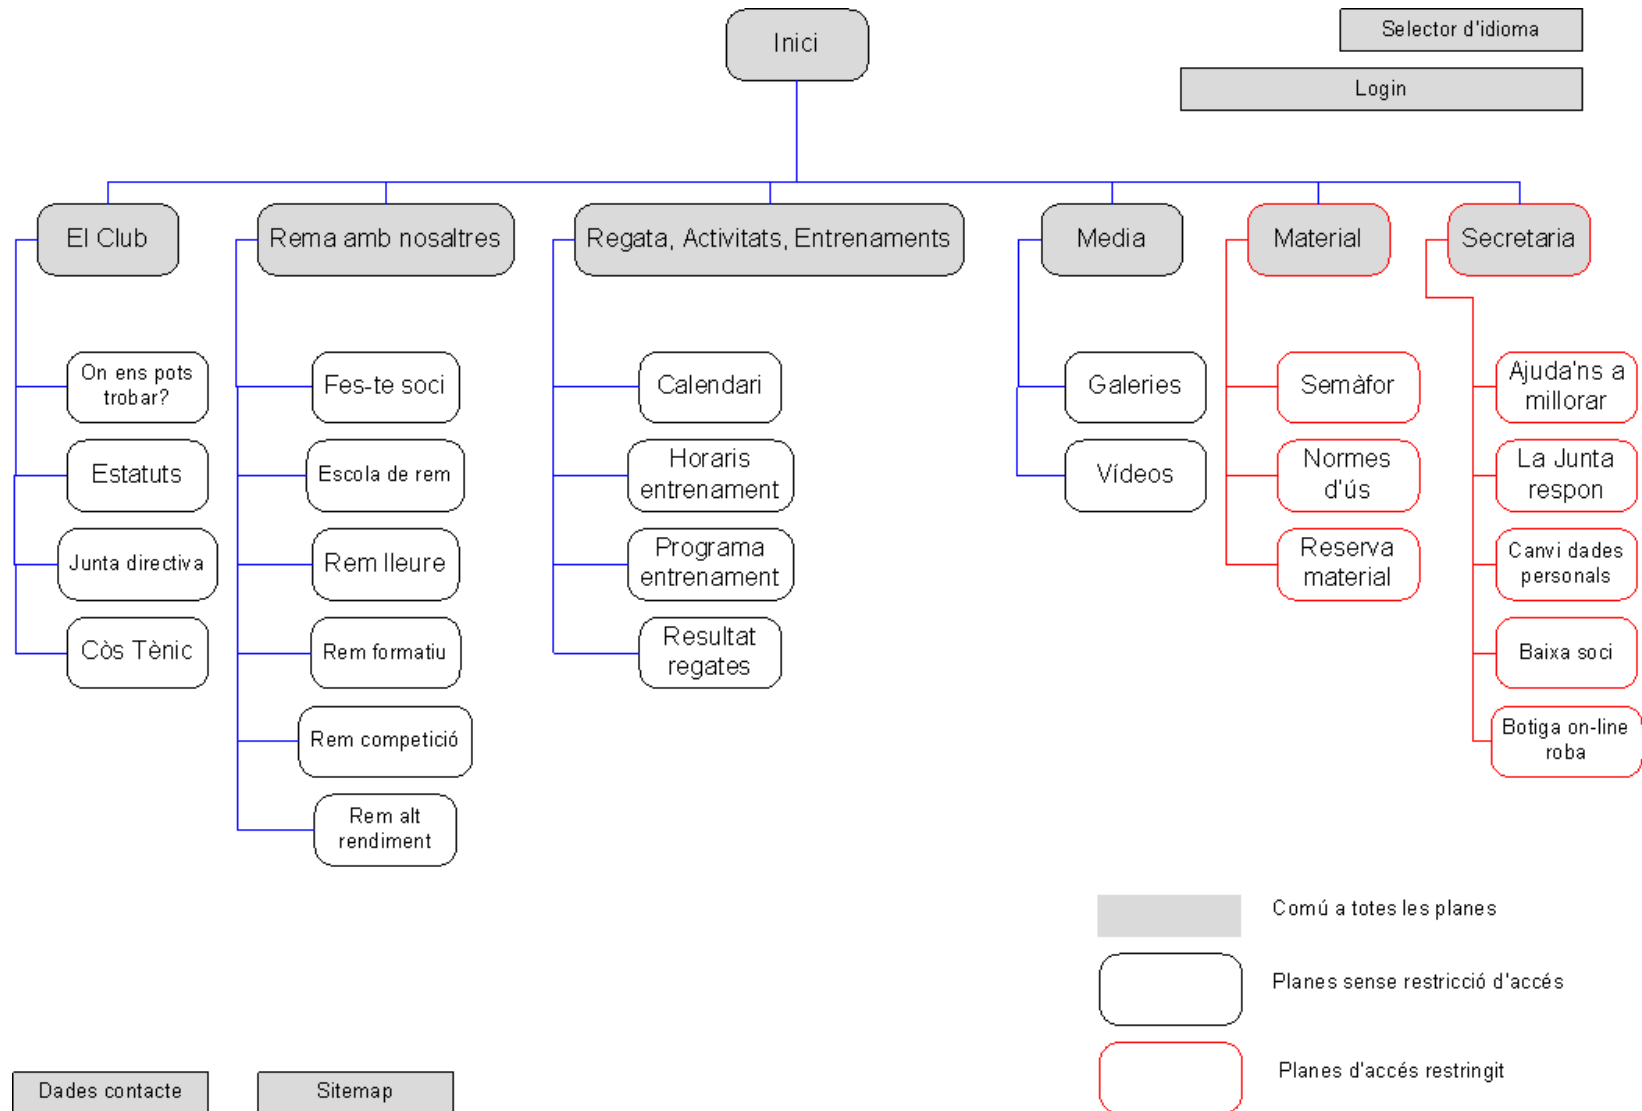 Inici
Selector d'idioma
Login
El Club
Rema amb nosaltres
Regata, Activitats, Entrenaments
Media
Material
Secretaria
On ens pots
trobar?
Estatuts
Junta directiva
Còs Tènic
Fes-te soci
Escola de rem
Rem lleure
Rem formatiu
Rem competició
Rem alt
rendiment
Calendari
Horaris
entrenament
Programa
entrenament
Resultat
regates
Galeries
Vídeos
Semàfor
Normes
d'ús
Reserva
material
Ajuda'ns a
millorar
La Junta
respon
Canvi dades
personals
Baixa soci
Botiga on-line
roba
Comú a totes les planes
Planes sense restricció d'accés
Planes d'accés restringit
Dades contacte
Sitemap